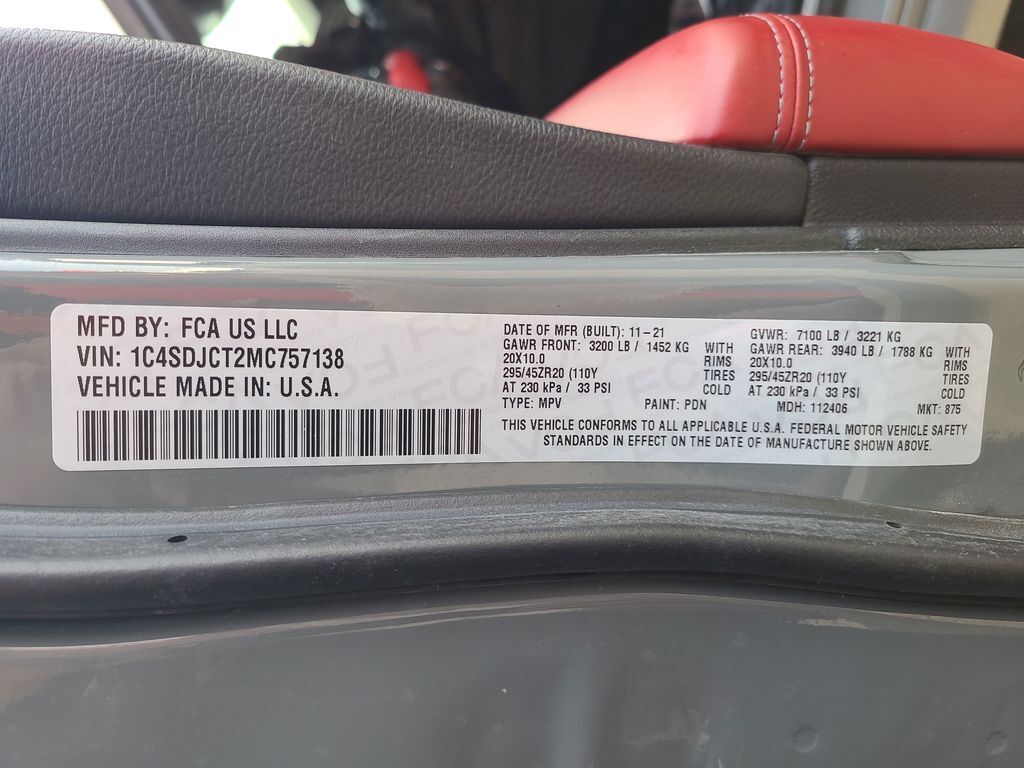 MFD BY: FCA US LLC
VIN: 1C4SDJCT2MC757138
VEHICLE MADE IN: U.S.A.
DATE OF MFR (BUILT): 11-21
GAWR FRONT: 3200 LB / 1452 KG WITH
20X10.0 RIMS
295/45ZR20 (110Y TIRES
AT 230 kPa / 33 PSI COLD
TYPE: MPV PAINT: PDN
GVWR: 7100 LB / 3221 KG
GAWR REAR: 3940 LB / 1788 KG WITH
20X10.0 RIMS
295/45ZR20 (110Y TIRES
AT 230 kPa / 33 PSI COLD
MDH: 112406 MKT: 875
THIS VEHICLE CONFORMS TO ALL APPLICABLE U.S.A. FEDERAL MOTOR VEHICLE SAFETY
STANDARDS IN EFFECT ON THE DATE OF MANUFACTURE SHOWN ABOVE.